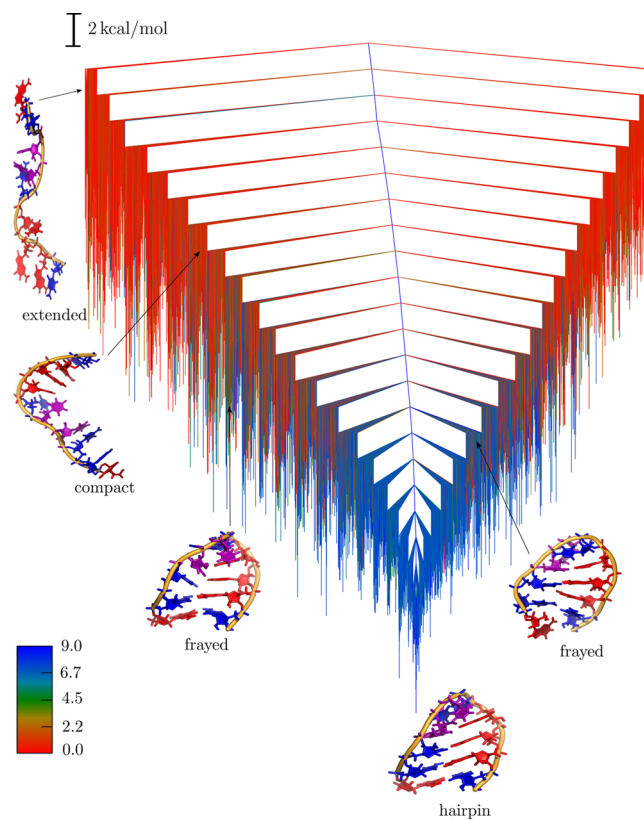 2 kcal/mol
extended
compact
frayed
frayed
9.0
6.7
4.5
2.2
0.0
hairpin